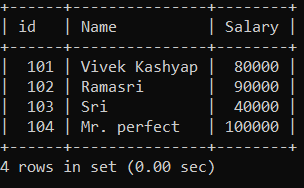 +------+---------------+--------+
| id   | Name          | Salary |
+------+---------------+--------+
|  101 | Vivek Kashyap |  80000 |
|  102 | Ramasri       |  90000 |
|  103 | Sri           |  40000 |
|  104 | Mr. perfect   | 100000 |
+------+---------------+--------+
4 rows in set (0.00 sec)